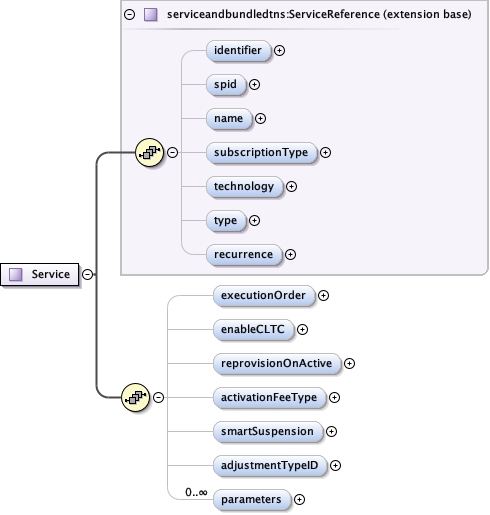 serviceandbundledtns:ServiceReference (extension base)
identifier
spid
name
subscriptionType
technology
type
recurrence
Service
executionOrder
enableCLTC
reprovisionOnActive
activationFeeType
smartSuspension
adjustmentTypeID
0..∞
parameters